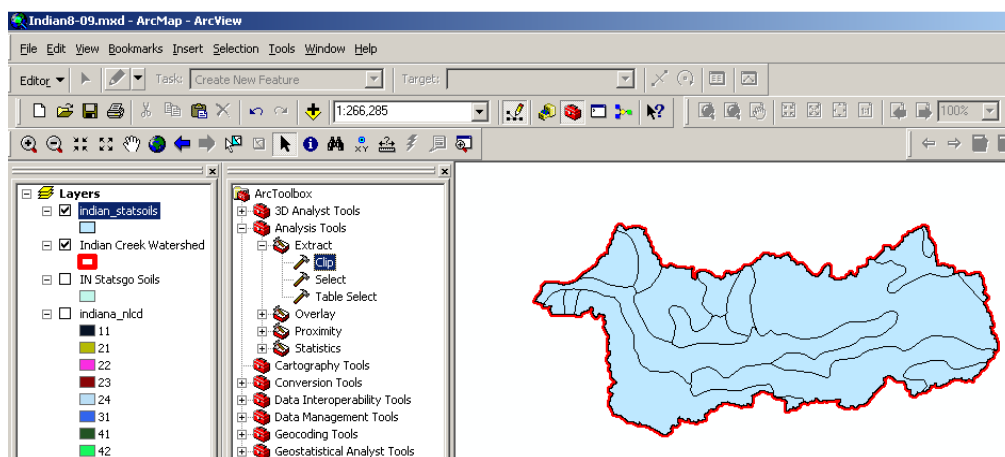 Indian8-09.mxd - ArcMap - ArcView
File Edit View Bookmarks Insert Selection Tools Window Help
Editor Task: Create New Feature Target:
1:266,285 100%
Layers
indian_statsoils
Indian Creek Watershed
IN Statsgo Soils
indiana_nlcd
11
21
22
23
24
31
41
42
ArcToolbox
3D Analyst Tools
Analysis Tools
Extract
Clip
Select
Table Select
Overlay
Proximity
Statistics
Cartography Tools
Conversion Tools
Data Interoperability Tools
Data Management Tools
Geocoding Tools
Geostatistical Analyst Tools